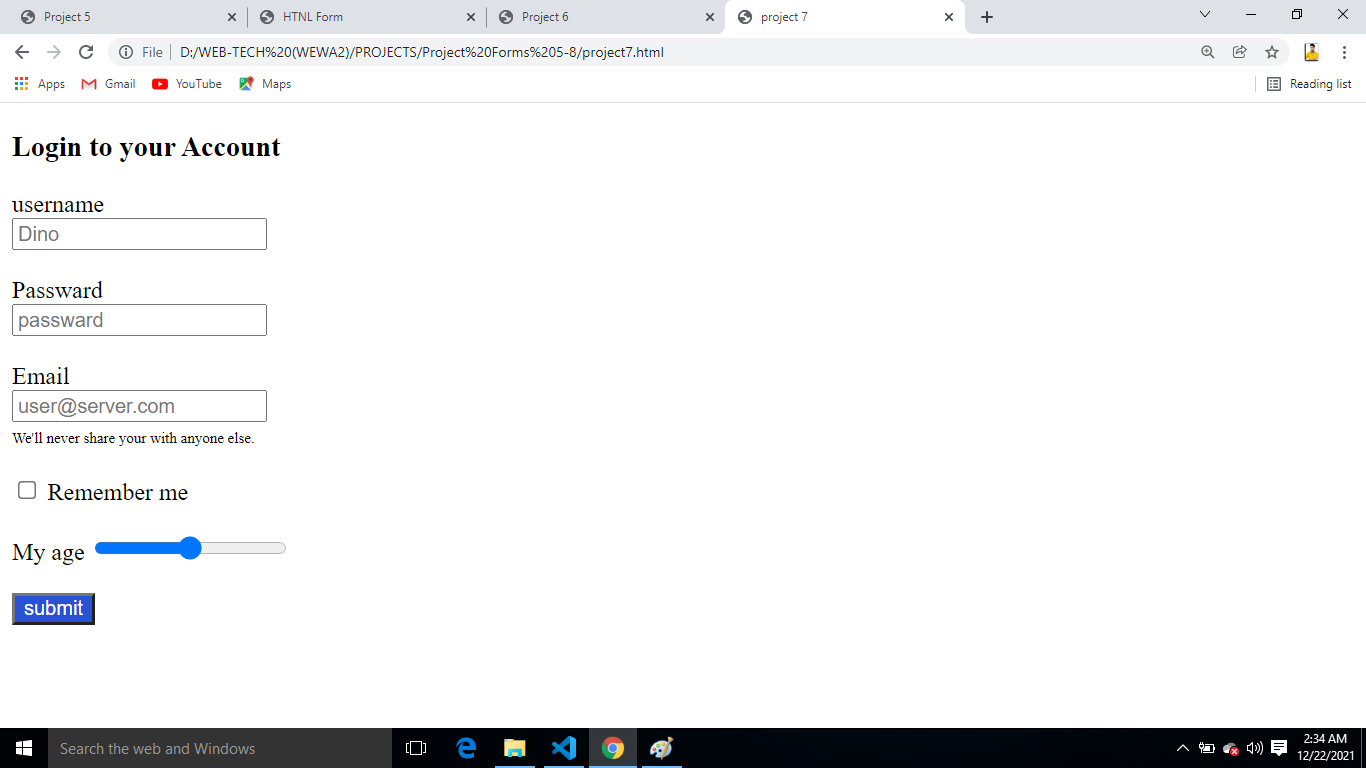 Project 5
HTNL Form
Project 6
project 7
File
D:/WEB-TECH%20(WEWA2)/PROJECTS/Project%20Forms%205-8/project7.html
Apps
Gmail
YouTube
Maps
Reading list
Login to your Account
username
Dino
Passward
passward
Email
user@server.com
We'll never share your with anyone else.
Remember me
My age
submit
Search the web and Windows
2:34 AM
12/22/2021